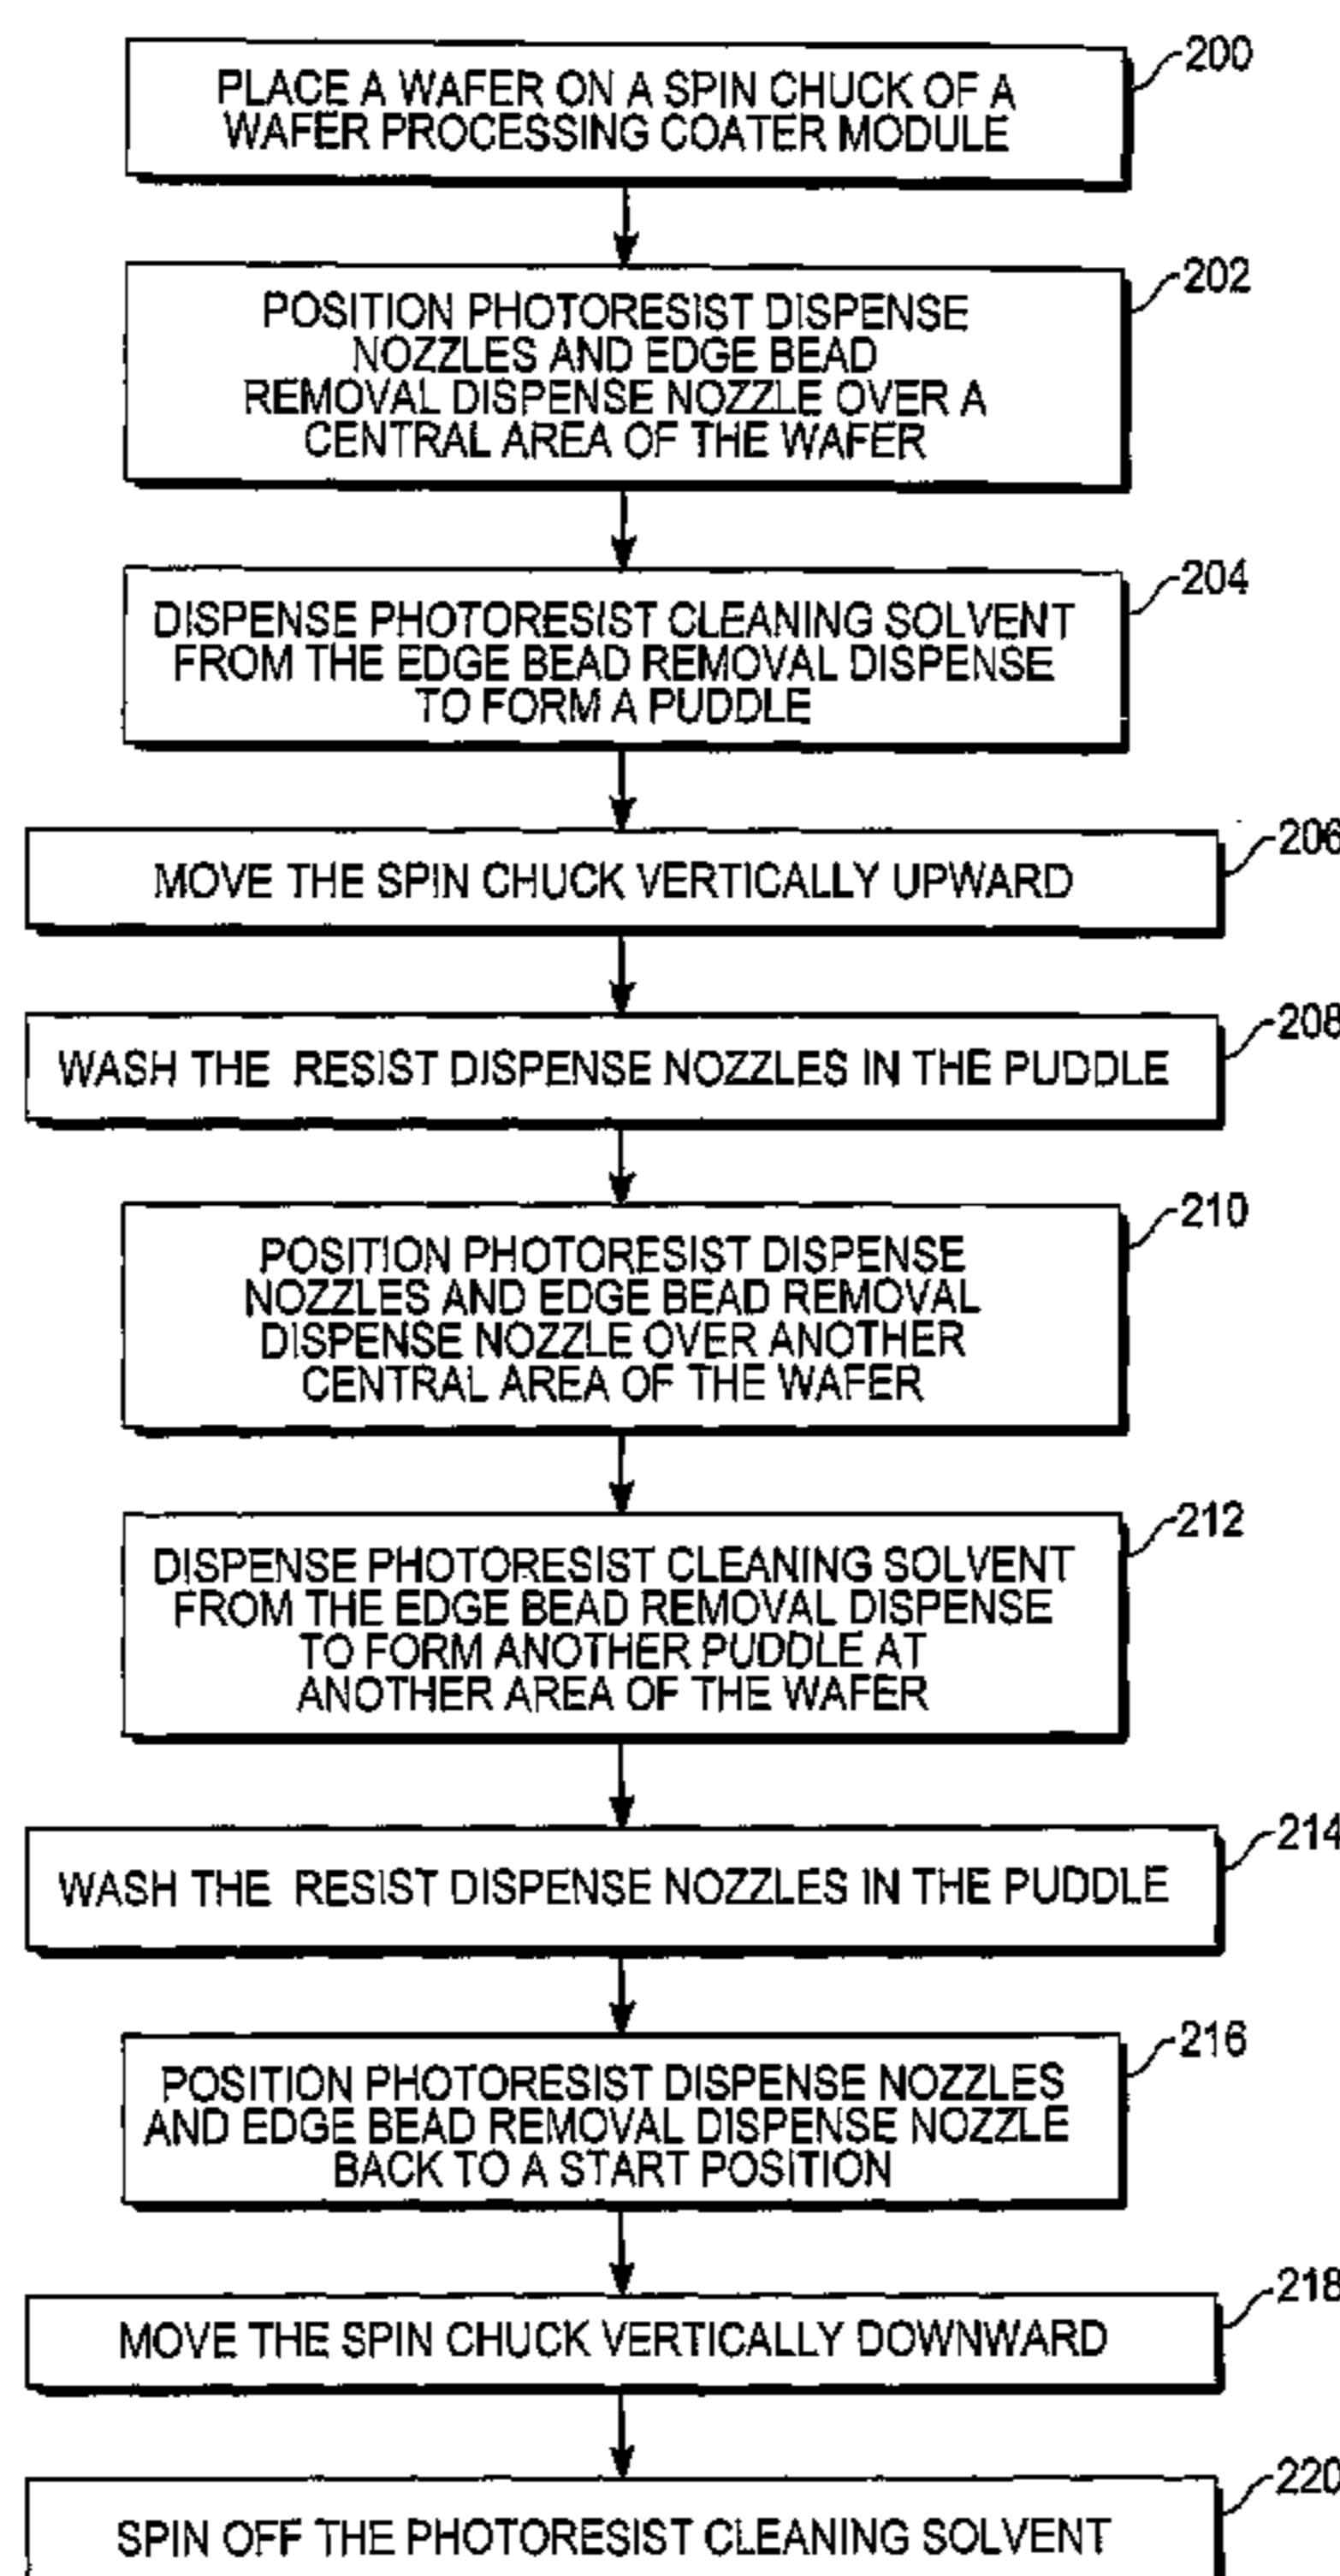 200
PLACE A WAFER ON A SPIN CHUCK OF A
WAFER PROCESSING COATER MODULE
202
POSITION PHOTORESIST DISPENSE
NOZZLES AND EDGE BEAD
REMOVAL DISPENSE NOZZLE OVER A
CENTRAL AREA OF THE WAFER
204
DISPENSE PHOTORESIST CLEANING SOLVENT
FROM THE EDGE BEAD REMOVAL DISPENSE
TO FORM A PUDDLE
206
MOVE THE SPIN CHUCK VERTICALLY UPWARD
208
WASH THE RESIST DISPENSE NOZZLES IN THE PUDDLE
210
POSITION PHOTORESIST DISPENSE
NOZZLES AND EDGE BEAD REMOVAL
DISPENSE NOZZLE OVER ANOTHER
CENTRAL AREA OF THE WAFER
212
DISPENSE PHOTORESIST CLEANING SOLVENT
FROM THE EDGE BEAD REMOVAL DISPENSE
TO FORM ANOTHER PUDDLE AT
ANOTHER AREA OF THE WAFER
214
WASH THE RESIST DISPENSE NOZZLES IN THE PUDDLE
216
POSITION PHOTORESIST DISPENSE NOZZLES
AND EDGE BEAD REMOVAL DISPENSE NOZZLE
BACK TO A START POSITION
218
MOVE THE SPIN CHUCK VERTICALLY DOWNWARD
220
SPIN OFF THE PHOTORESIST CLEANING SOLVENT